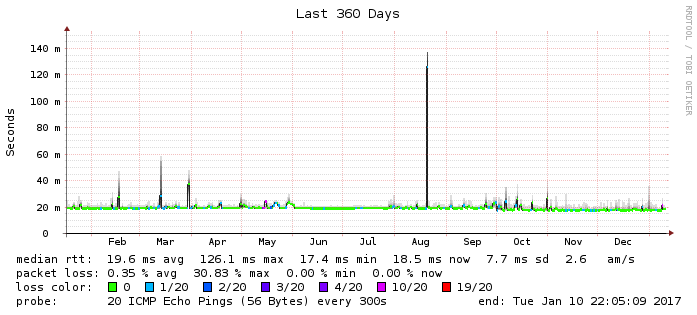 Last 360 Days
RRDTOOL / TOBI OETIKER
Seconds
140 m
120 m
100 m
80 m
60 m
40 m
20 m
0
Feb Mar Apr May Jun Jul Aug Sep Oct Nov Dec
median rtt: 19.6 ms avg 126.1 ms max 17.4 ms min 18.5 ms now 7.7 ms sd 2.6 am/s
packet loss: 0.35 % avg 30.83 % max 0.00 % min 0.00 % now
loss color: 0 1/20 2/20 3/20 4/20 10/20 19/20
probe: 20 ICMP Echo Pings (56 Bytes) every 300s end: Tue Jan 10 22:05:09 2017